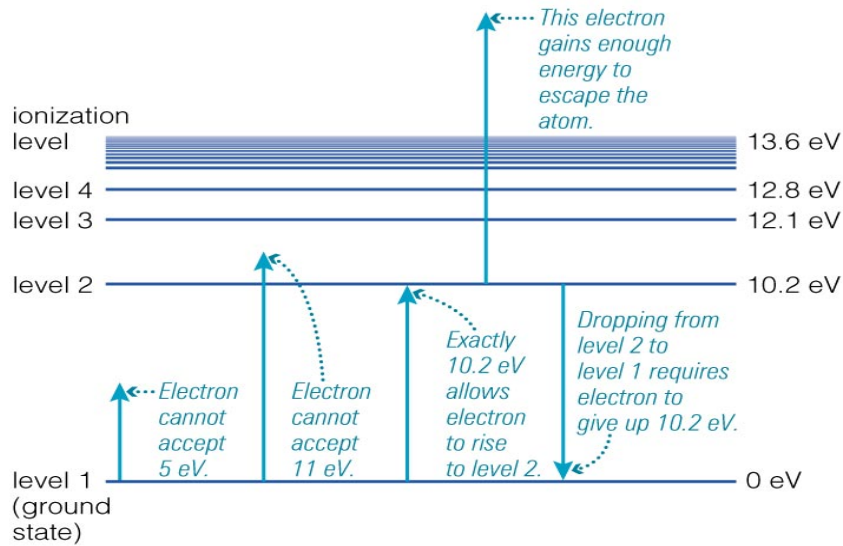 This electron
gains enough
energy to
escape the
atom.
ionization
level
13.6 eV
level 4
12.8 eV
level 3
12.1 eV
level 2
10.2 eV
Electron
cannot
accept
5 eV.
Electron
cannot
accept
11 eV.
Exactly
10.2 eV
allows
electron
to rise
to level 2.
Dropping from
level 2 to
level 1 requires
electron to
give up 10.2 eV.
level 1
(ground
state)
0 eV